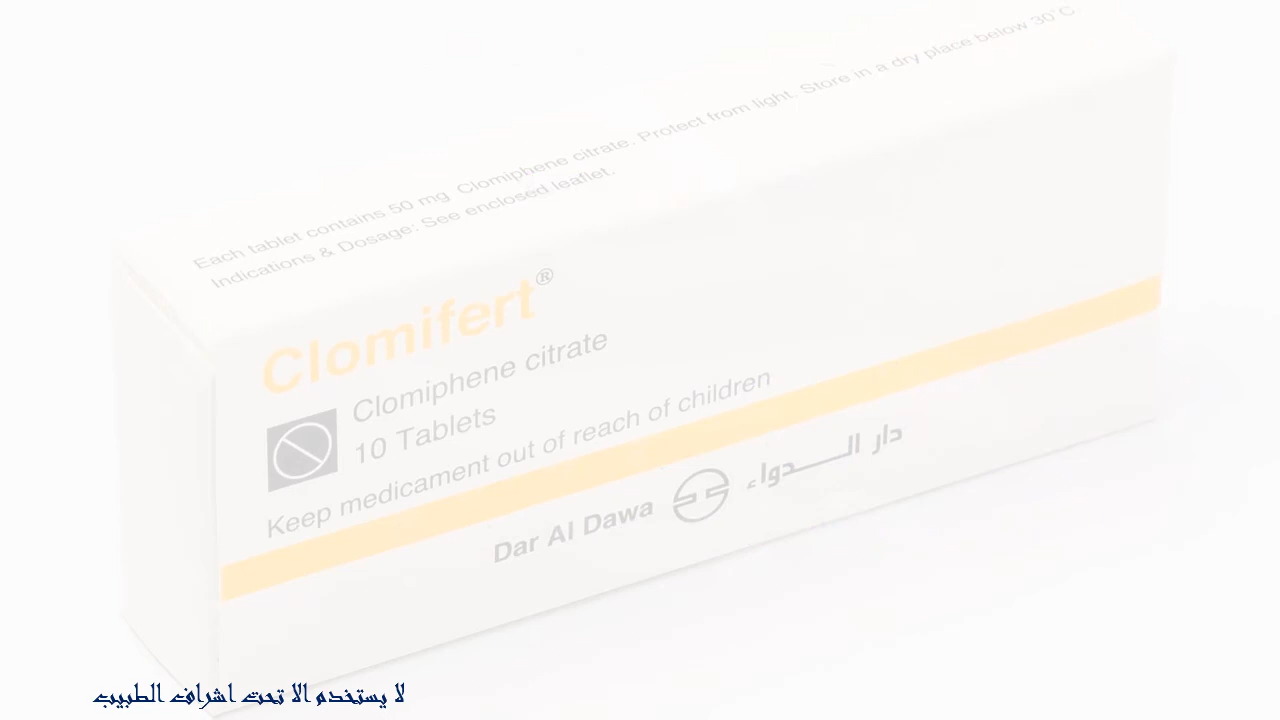 Each tablet contains 50 mg Clomiphene citrate. Protect from light. Store in a dry place below 30°C
Indications & Dosage: See enclosed leaflet.
Clomifert®
Clomiphene citrate
10 Tablets
Keep medicament out of reach of children
Dar Al Dawa دار الـــدواء
لا يستخدم الا تحت اشراف الطبيب